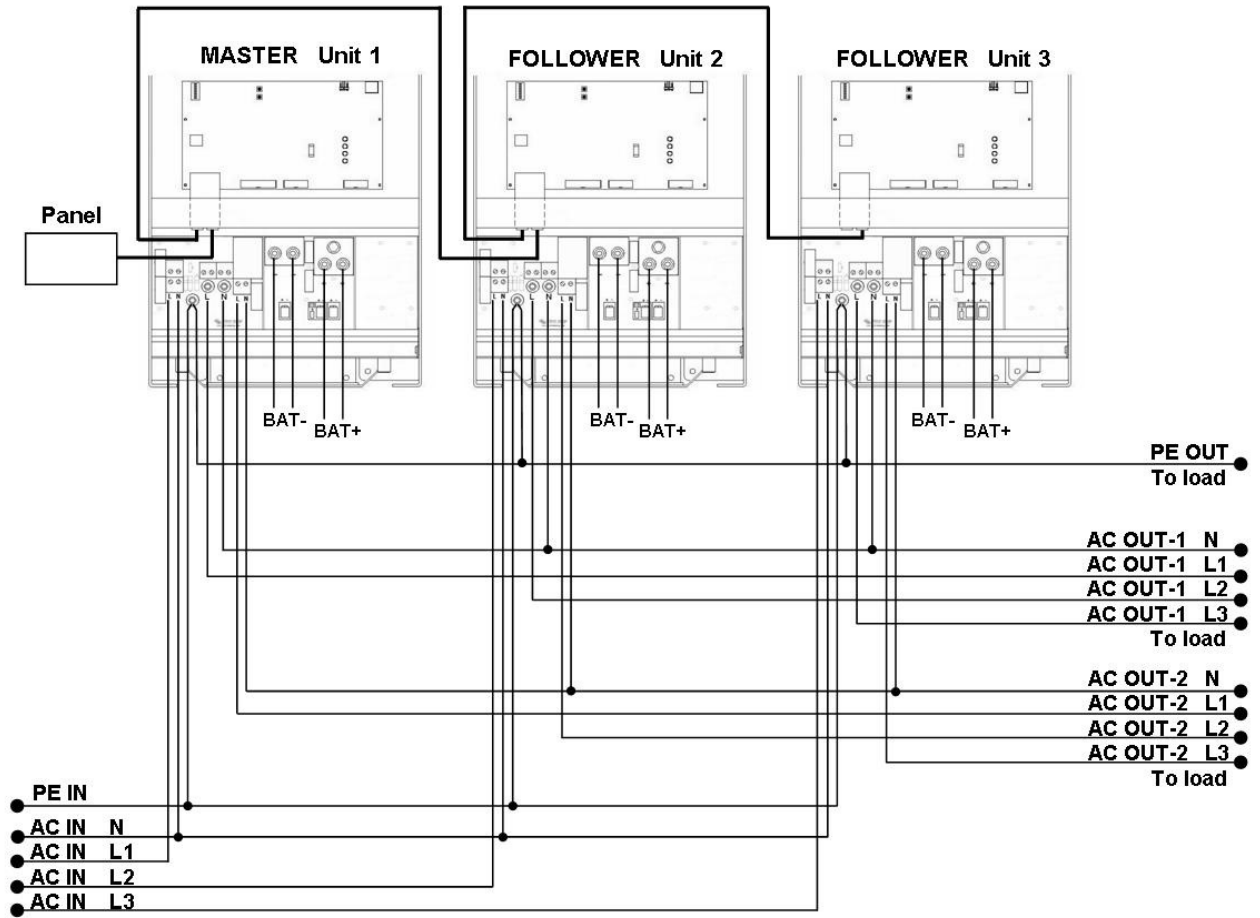 MASTER Unit 1
FOLLOWER Unit 2
FOLLOWER Unit 3
Panel
L N L N L N
L N L N L N
L N L N L N
BAT-
BAT+
BAT-
BAT+
BAT-
BAT+
PE OUT
To load
AC OUT-1 N
AC OUT-1 L1
AC OUT-1 L2
AC OUT-1 L3
To load
AC OUT-2 N
AC OUT-2 L1
AC OUT-2 L2
AC OUT-2 L3
To load
PE IN
AC IN N
AC IN L1
AC IN L2
AC IN L3